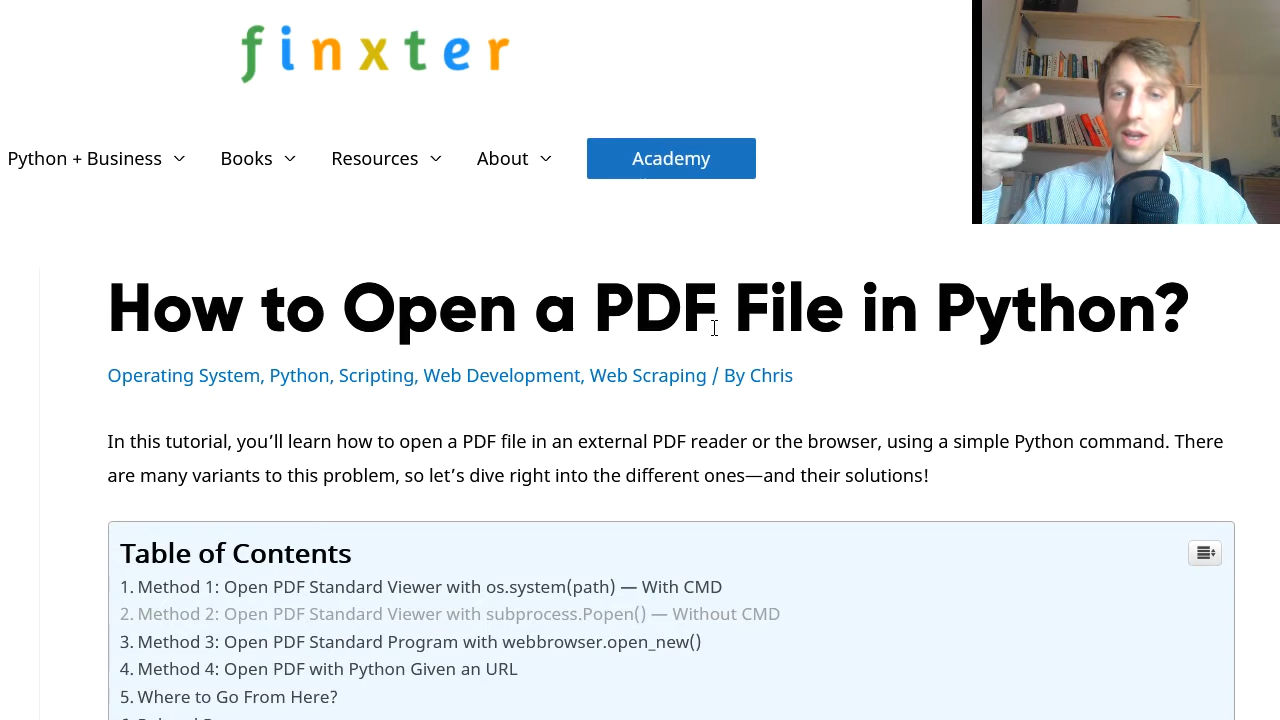 finxter
Python + Business
Books
Resources
About
Academy
How to Open a PDF File in Python?
Operating System, Python, Scripting, Web Development, Web Scraping / By Chris
In this tutorial, you’ll learn how to open a PDF file in an external PDF reader or the browser, using a simple Python command. There
are many variants to this problem, so let’s dive right into the different ones—and their solutions!
Table of Contents
1. Method 1: Open PDF Standard Viewer with os.system(path) — With CMD
2. Method 2: Open PDF Standard Viewer with subprocess.Popen() — Without CMD
3. Method 3: Open PDF Standard Program with webbrowser.open_new()
4. Method 4: Open PDF with Python Given an URL
5. Where to Go From Here?